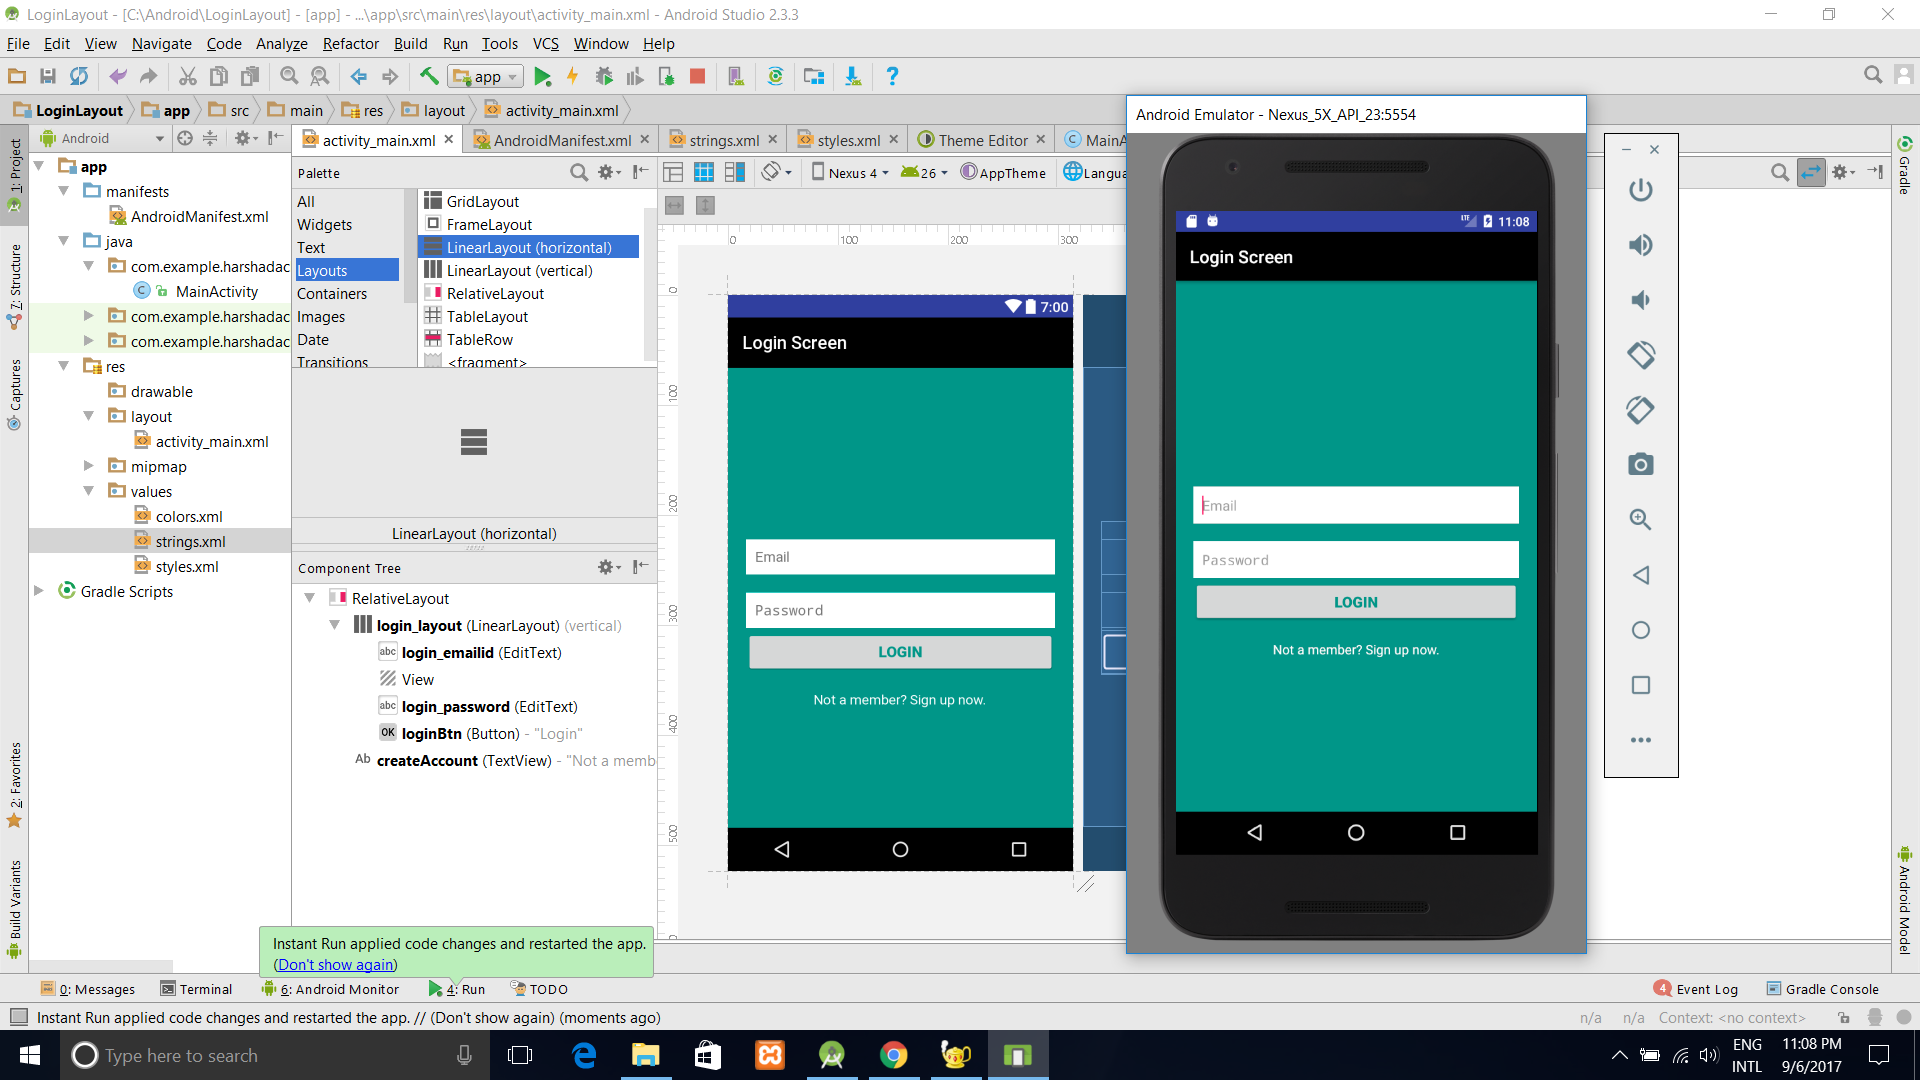 LoginLayout - [C:\Android\LoginLayout] - [app] - ...\app\src\main\res\layout\activity_main.xml - Android Studio 2.3.3
File Edit View Navigate Code Analyze Refactor Build Run Tools VCS Window Help
app
LoginLayout app src main res layout activity_main.xml
Android
activity_main.xml AndroidManifest.xml strings.xml styles.xml Theme Editor MainA
1: Project
7: Structure
Captures
2: Favorites
Build Variants
app
manifests
AndroidManifest.xml
java
com.example.harshadac
MainActivity
com.example.harshadac
com.example.harshadac
res
drawable
layout
activity_main.xml
mipmap
values
colors.xml
strings.xml
styles.xml
Gradle Scripts
Palette
All
Widgets
Text
Layouts
Containers
Images
Date
Transitions
GridLayout
FrameLayout
LinearLayout (horizontal)
LinearLayout (vertical)
RelativeLayout
TableLayout
TableRow
<fragment>
LinearLayout (horizontal)
Component Tree
RelativeLayout
login_layout (LinearLayout) (vertical)
abc login_emailid (EditText)
View
abc login_password (EditText)
OK loginBtn (Button) - "Login"
Ab createAccount (TextView) - "Not a memb
Nexus 4 26 AppTheme Langua
0 100 200 300
0
100
200
300
400
500
7:00
Login Screen
Email
Password
LOGIN
Not a member? Sign up now.
Android Emulator - Nexus_5X_API_23:5554
LTE 11:08
Login Screen
Email
Password
LOGIN
Not a member? Sign up now.
Gradle
Android Model
Instant Run applied code changes and restarted the app.
(Don't show again)
0: Messages Terminal 6: Android Monitor 4: Run TODO 4 Event Log Gradle Console
Instant Run applied code changes and restarted the app. // (Don't show again) (moments ago) n/a n/a Context: <no context>
Type here to search
ENG 11:08 PM
INTL 9/6/2017